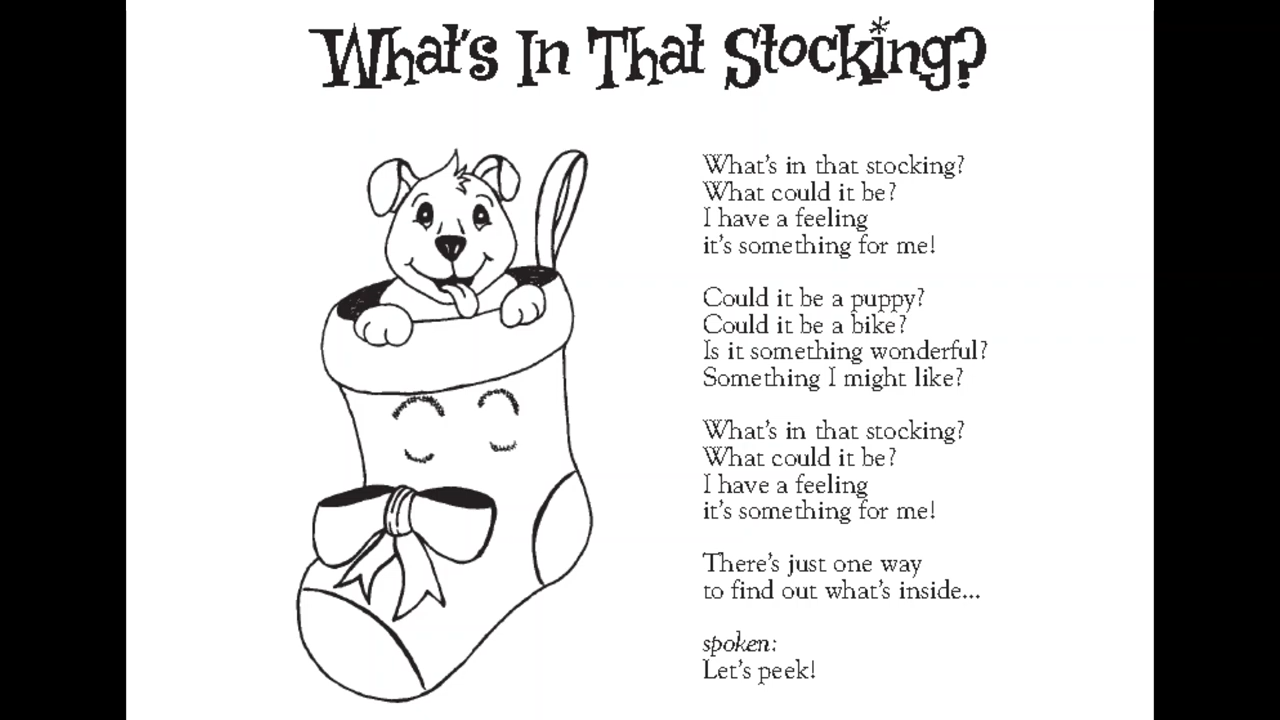 What's In That Stocking?
What's in that stocking?
What could it be?
I have a feeling
it's something for me!
Could it be a puppy?
Could it be a bike?
Is it something wonderful?
Something I might like?
What's in that stocking?
What could it be?
I have a feeling
it's something for me!
There's just one way
to find out what's inside...
spoken:
Let's peek!